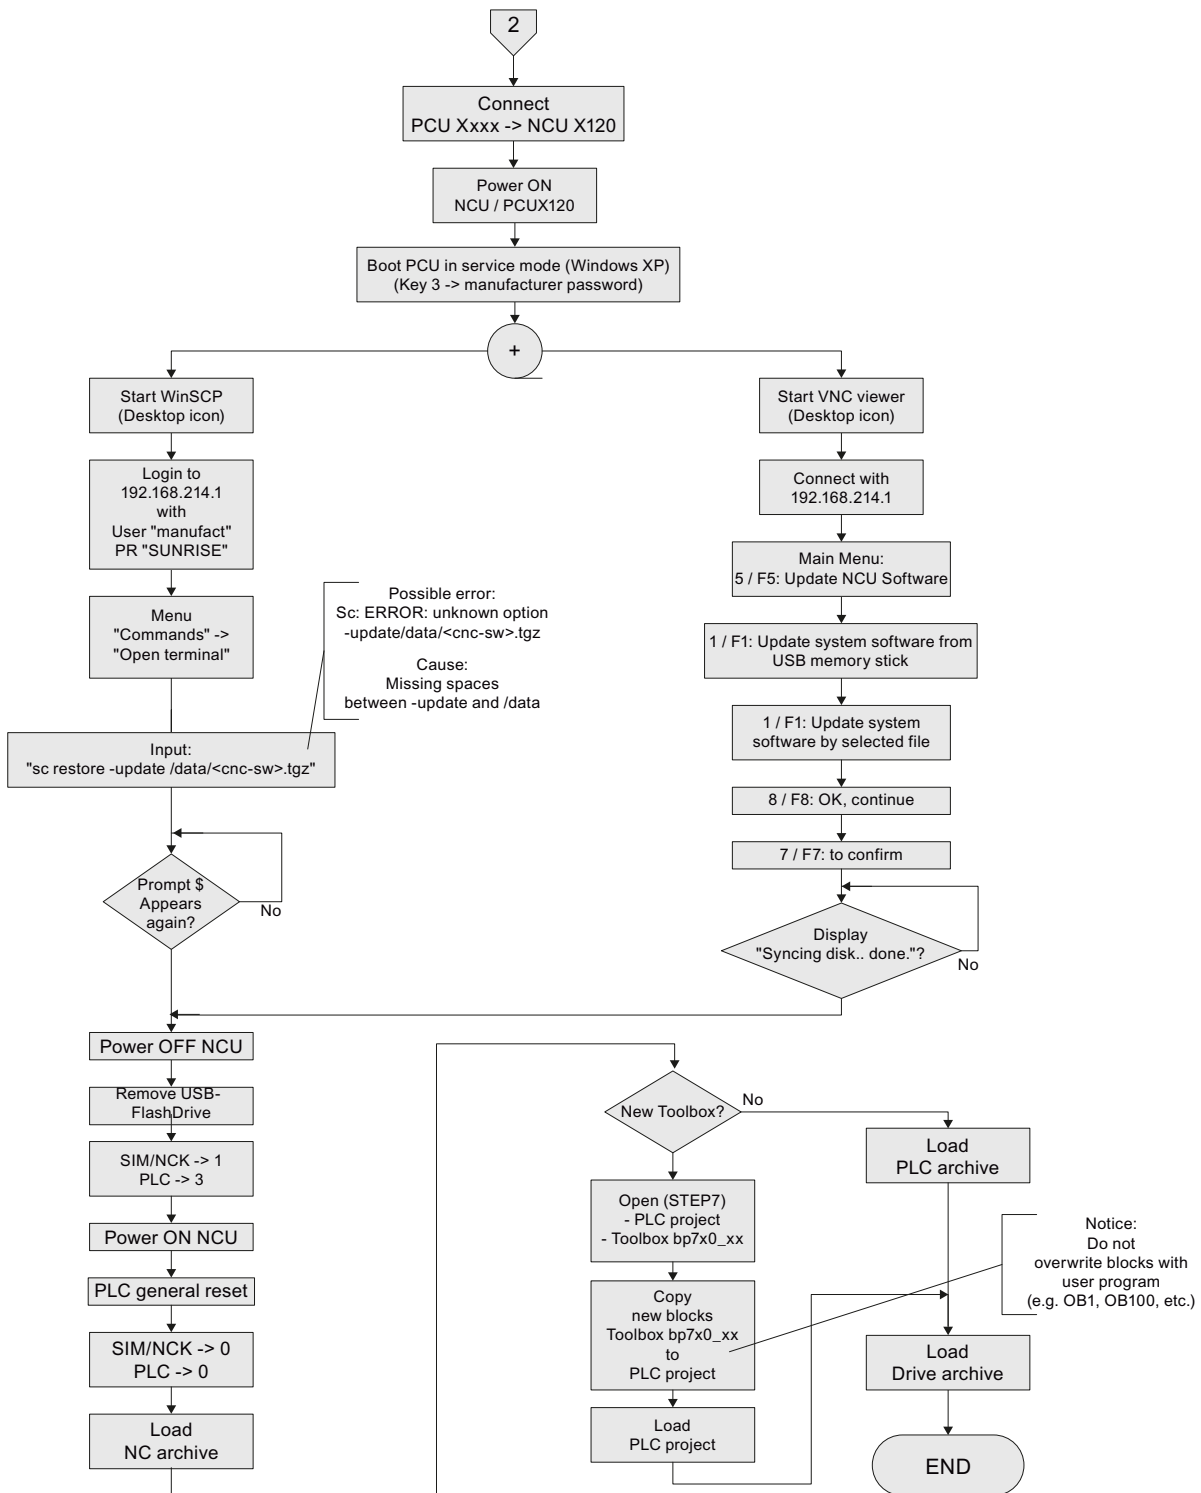 2
Connect
PCU Xxxx -> NCU X120
Power ON
NCU / PCUX120
Boot PCU in service mode (Windows XP)
(Key 3 -> manufacturer password)
+
Start WinSCP
(Desktop icon)
Login to
192.168.214.1
with
User "manufact"
PR "SUNRISE"
Menu
"Commands" ->
"Open terminal"
Possible error:
Sc: ERROR: unknown option
-update/data/<cnc-sw>.tgz
Cause:
Missing spaces
between -update and /data
Input:
"sc restore -update /data/<cnc-sw>.tgz"
Prompt $
Appears
again?
No
Start VNC viewer
(Desktop icon)
Connect with
192.168.214.1
Main Menu:
5 / F5: Update NCU Software
1 / F1: Update system software from
USB memory stick
1 / F1: Update system
software by selected file
8 / F8: OK, continue
7 / F7: to confirm
Display
"Syncing disk.. done."?
No
Power OFF NCU
Remove USB-
FlashDrive
SIM/NCK -> 1
PLC -> 3
Power ON NCU
PLC general reset
SIM/NCK -> 0
PLC -> 0
Load
NC archive
New Toolbox?
No
Open (STEP7)
- PLC project
- Toolbox bp7x0_xx
Copy
new blocks
Toolbox bp7x0_xx
to
PLC project
Load
PLC project
Load
PLC archive
Notice:
Do not
overwrite blocks with
user program
(e.g. OB1, OB100, etc.)
Load
Drive archive
END